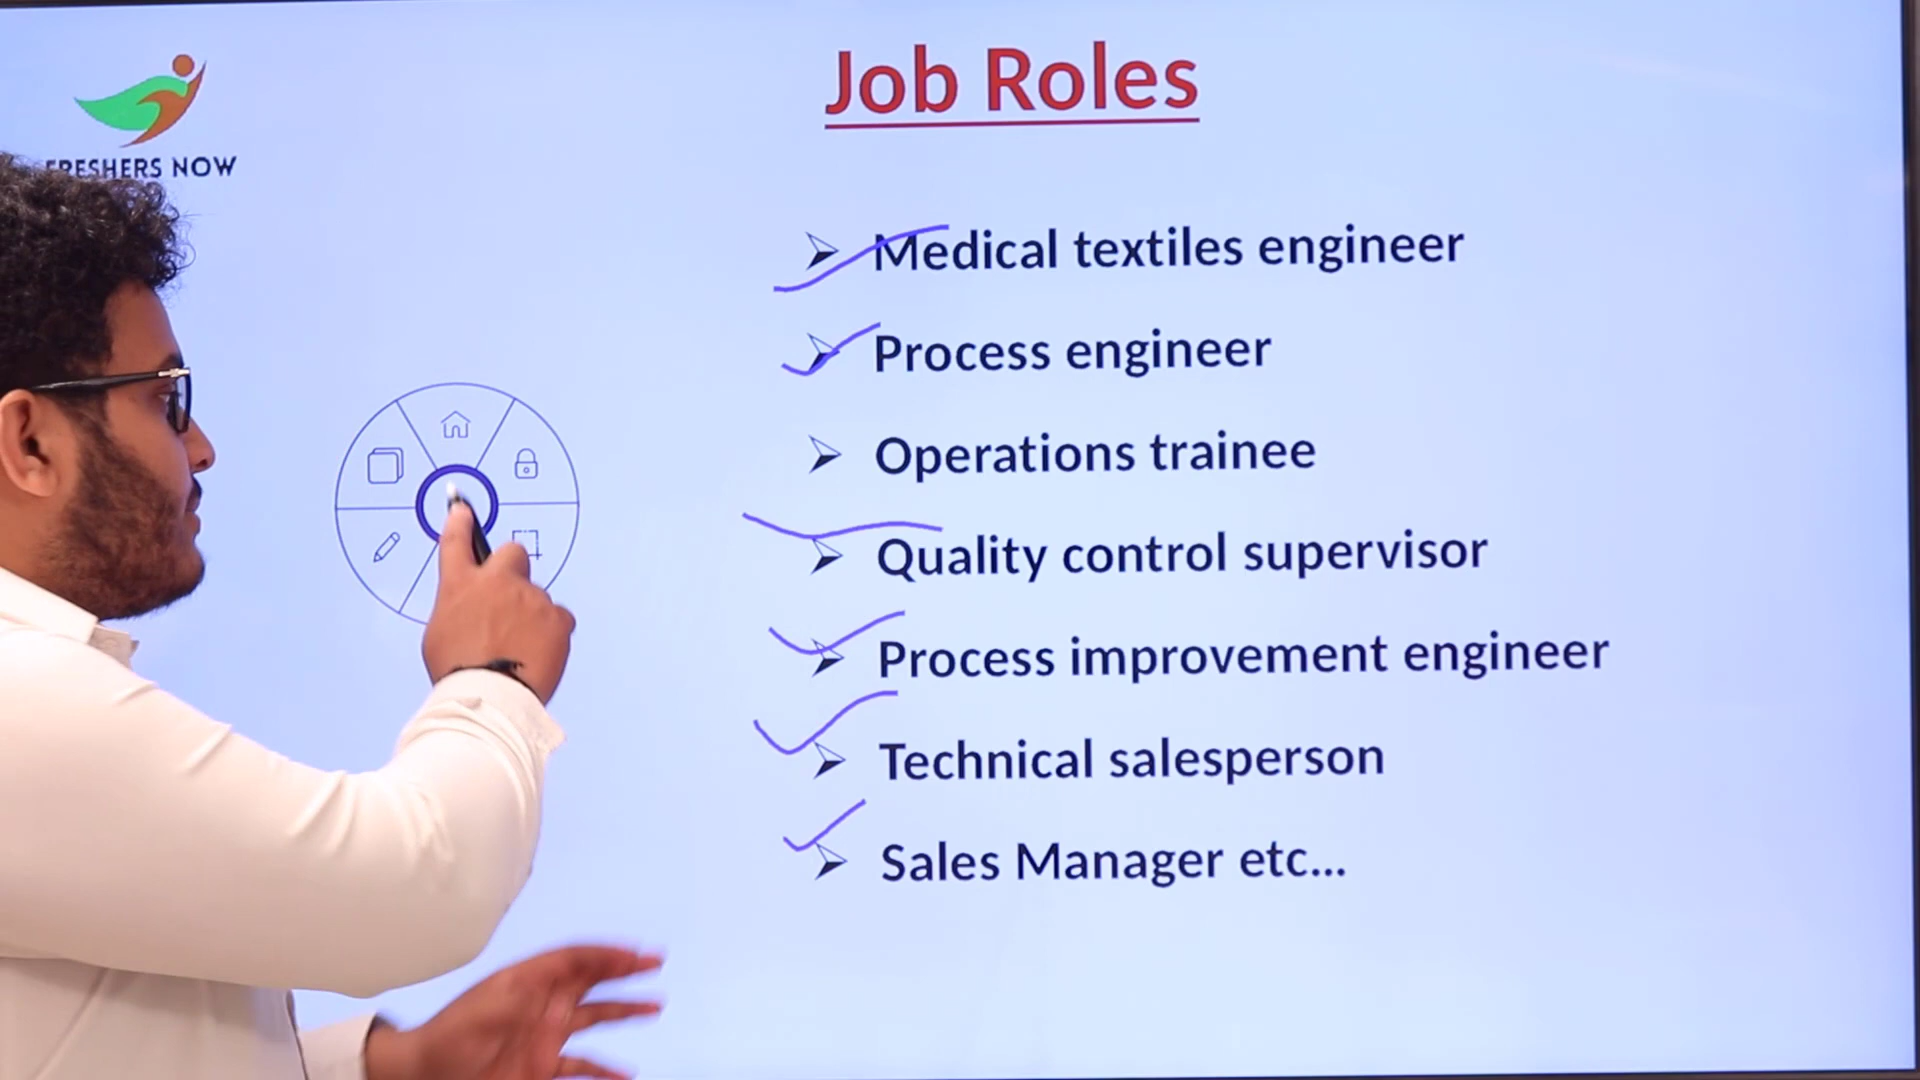 FRESHERS NOW
Job Roles
Medical textiles engineer
Process engineer
Operations trainee
Quality control supervisor
Process improvement engineer
Technical salesperson
Sales Manager etc...